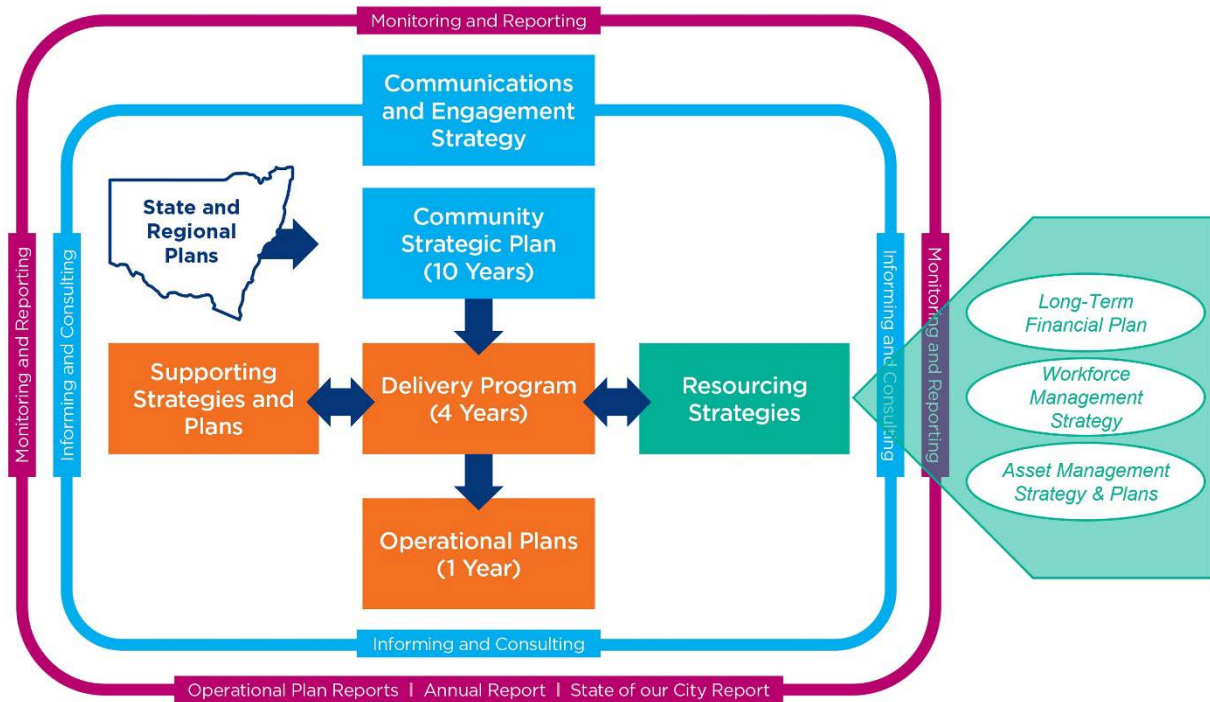 Monitoring and Reporting
Communications
and Engagement
Strategy
State and
Regional
Plans
Community
Strategic Plan
(10 Years)
Monitoring and Reporting
Informing and Consulting
Informing and Consulting
Monitoring and Reporting
Supporting
Strategies and
Plans
Delivery Program
(4 Years)
Resourcing
Strategies
Long-Term
Financial Plan
Workforce
Management
Strategy
Asset Management
Strategy & Plans
Operational Plans
(1 Year)
Informing and Consulting
Operational Plan Reports | Annual Report | State of our City Report